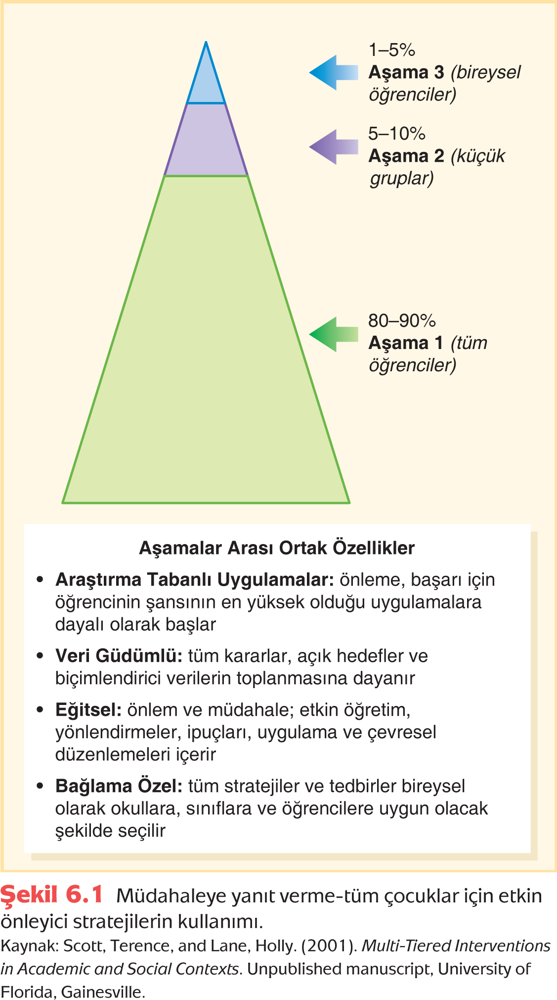 1–5%
Aşama 3 (bireysel
öğrenciler)
5–10%
Aşama 2 (küçük
gruplar)
80–90%
Aşama 1 (tüm
öğrenciler)
Aşamalar Arası Ortak Özellikler
• Araştırma Tabanlı Uygulamalar: önleme, başarı için
öğrencinin şansının en yüksek olduğu uygulamalara
dayalı olarak başlar
• Veri Güdümlü: tüm kararlar, açık hedefler ve
biçimlendirici verilerin toplanmasına dayanır
• Eğitsel: önlem ve müdahale; etkin öğretim,
yönlendirmeler, ipuçları, uygulama ve çevresel
düzenlemeleri içerir
• Bağlama Özel: tüm stratejiler ve tedbirler bireysel
olarak okullara, sınıflara ve öğrencilere uygun olacak
şekilde seçilir
Şekil 6.1 Müdahaleye yanıt verme-tüm çocuklar için etkin
önleyici stratejilerin kullanımı.
Kaynak: Scott, Terence, and Lane, Holly. (2001). Multi-Tiered Interventions
in Academic and Social Contexts. Unpublished manuscript, University of
Florida, Gainesville.